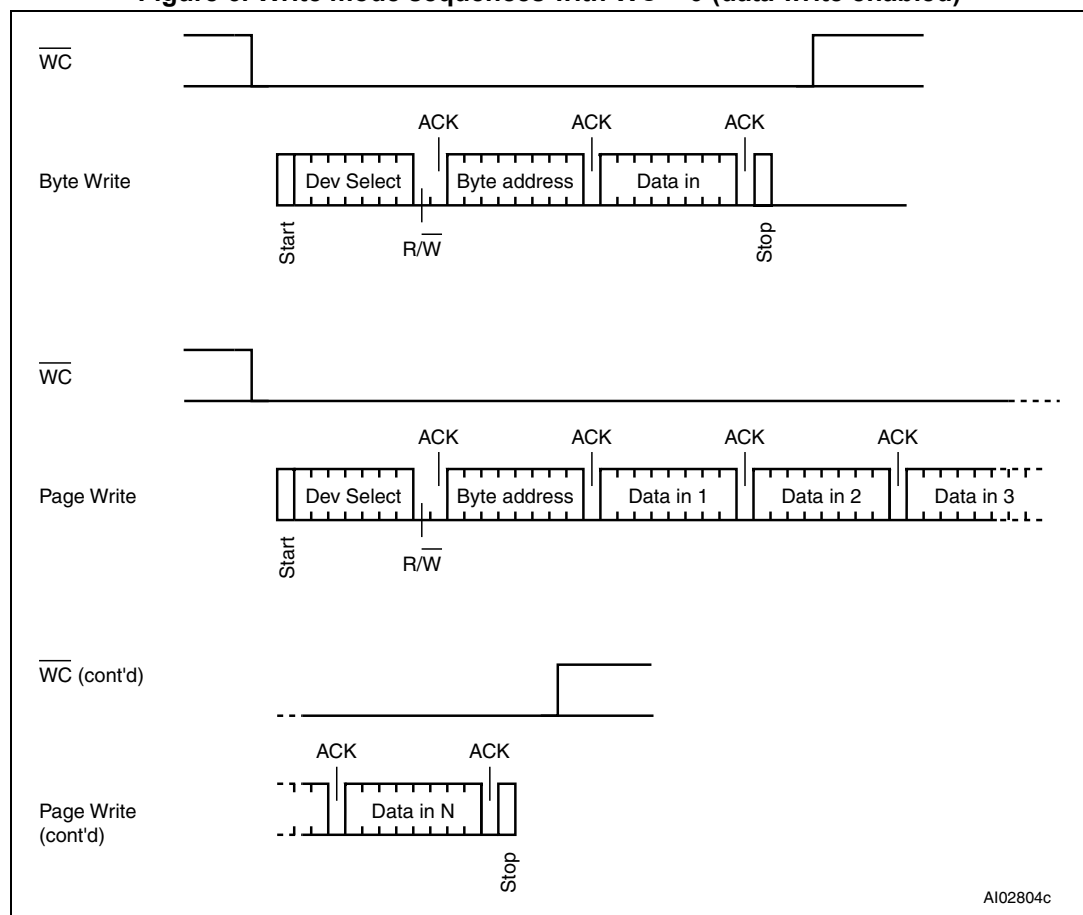 WC
ACK ACK ACK
Byte Write
Dev Select Byte address Data in
Start R/W Stop
WC
ACK ACK ACK ACK
Page Write
Dev Select Byte address Data in 1 Data in 2 Data in 3
Start R/W
WC (cont'd)
ACK ACK
Page Write
(cont'd)
Data in N
Stop
AI02804c